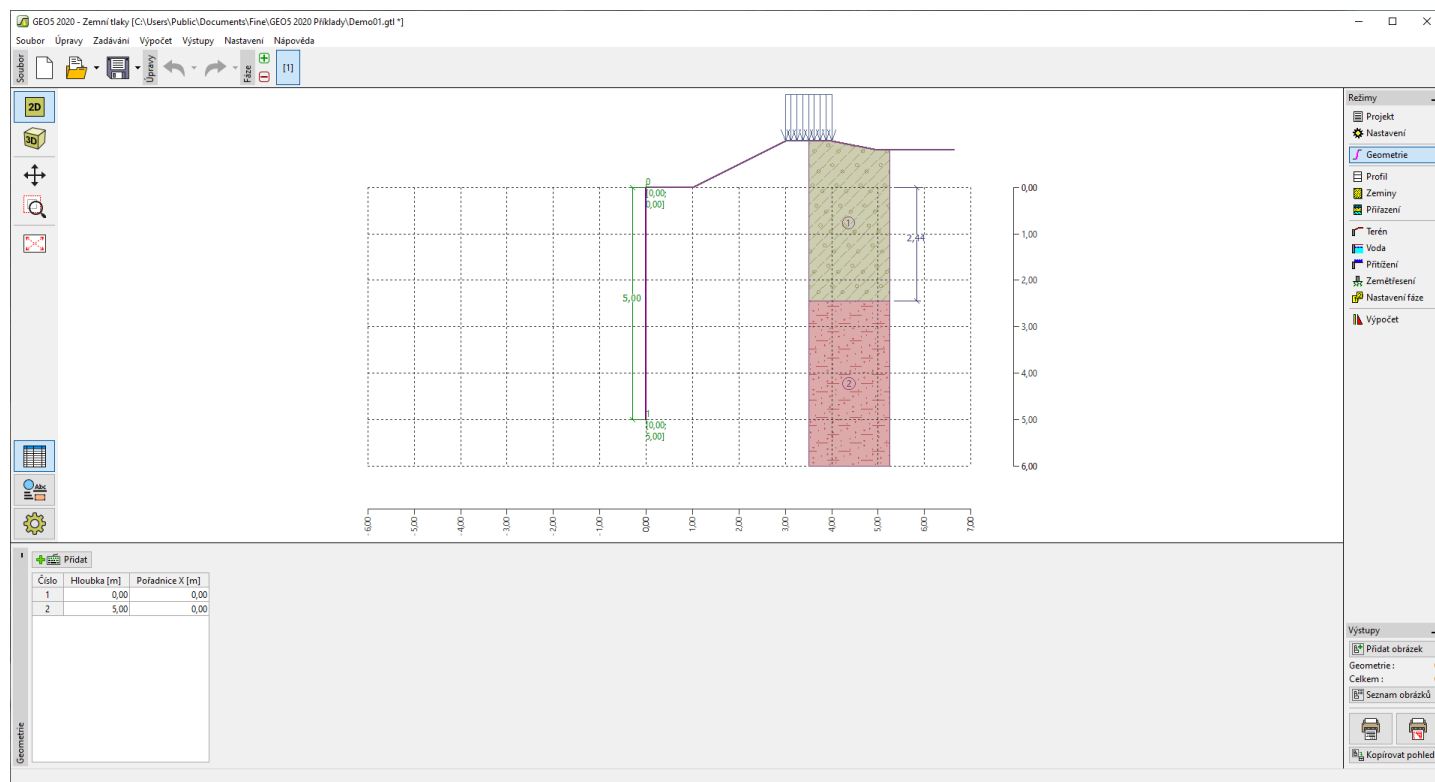 GEO5 2020 - Zemní tlaky [C:\Users\Public\Documents\Fine\GEO5 2020 Příklady\Demo01.gtl *]
Soubor Úpravy Zadávání Výpočet Výstupy Nastavení Nápověda
Soubor
Úpravy
Fáze
[1]
2D
3D
Abc
0
[0,00;
0,00]
5,00
1
[0,00;
5,00]
1
2
2,44
0,00
1,00
2,00
3,00
4,00
5,00
6,00
-6,00 -5,00 -4,00 -3,00 -2,00 -1,00 0,00 1,00 2,00 3,00 4,00 5,00 6,00 7,00
Režimy
Projekt
Nastavení
Geometrie
Profil
Zeminy
Přiřazení
Terén
Voda
Přitížení
Zemětřesení
Nastavení fáze
Výpočet
Geometrie
Přidat
Číslo Hloubka [m] Pořadnice X [m]
1 0,00 0,00
2 5,00 0,00
Výstupy
Přidat obrázek
Geometrie :
Celkem :
Seznam obrázků
Kopírovat pohled